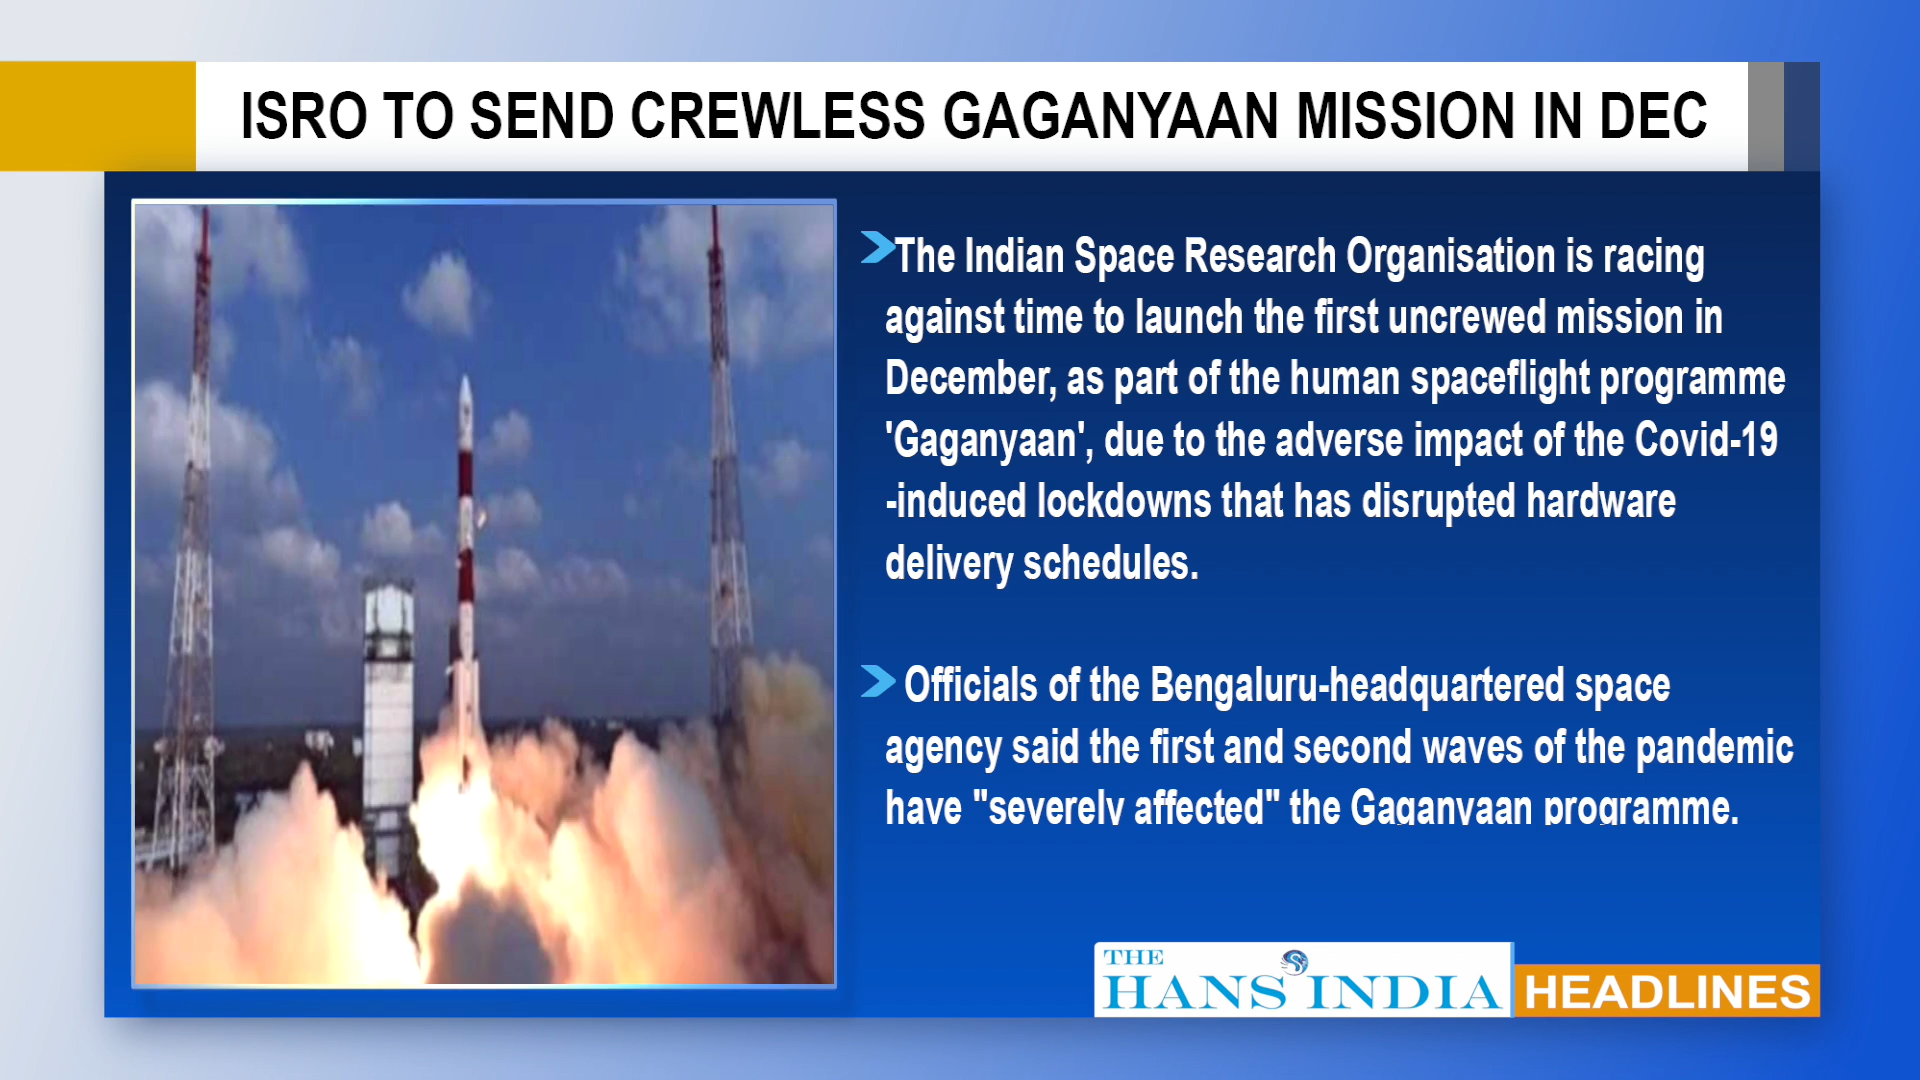 ISRO TO SEND CREWLESS GAGANYAAN MISSION IN DEC
The Indian Space Research Organisation is racing
against time to launch the first uncrewed mission in
December, as part of the human spaceflight programme
'Gaganyaan', due to the adverse impact of the Covid-19
-induced lockdowns that has disrupted hardware
delivery schedules.
Officials of the Bengaluru-headquartered space
agency said the first and second waves of the pandemic
have "severely affected" the Gaganyaan programme.
THE
HANS INDIA
HEADLINES